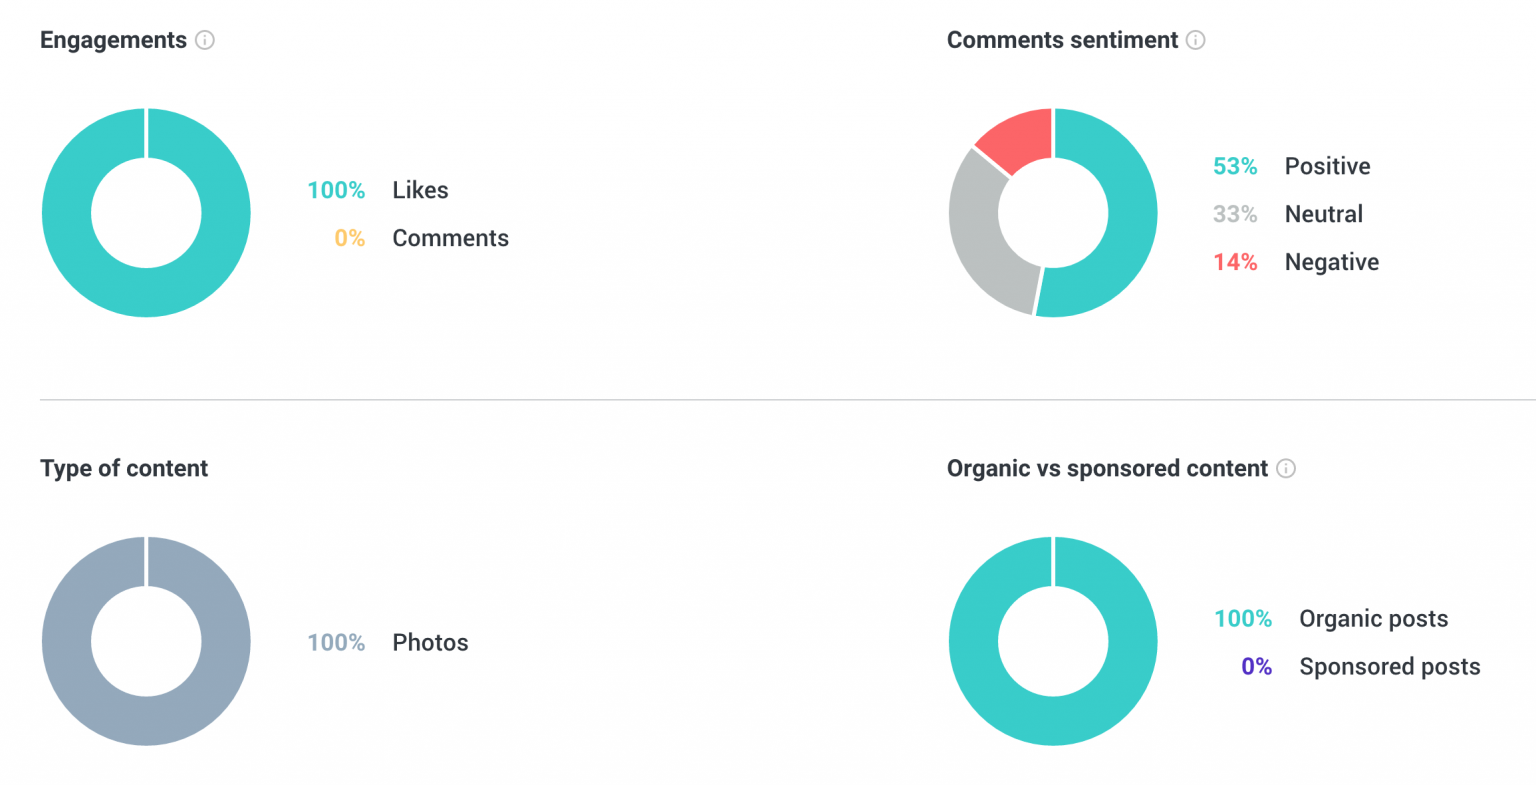 Engagements
100% Likes
0% Comments
Comments sentiment
53% Positive
33% Neutral
14% Negative
Type of content
100% Photos
Organic vs sponsored content
100% Organic posts
0% Sponsored posts